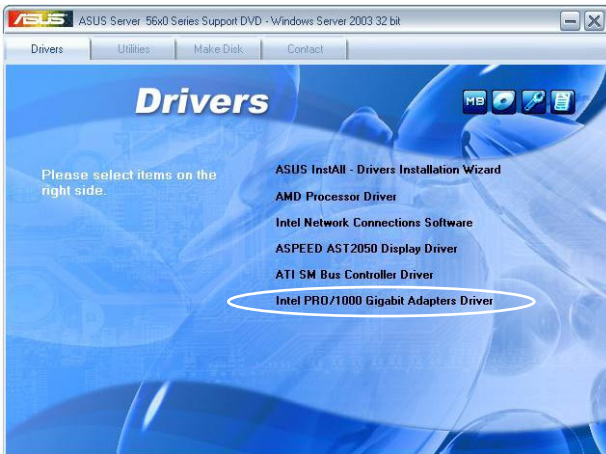 ASUS ASUS Server 56x0 Series Support DVD - Windows Server 2003 32 bit
Drivers Utilities Make Disk Contact
Drivers
MB
Please select items on the
right side.
ASUS InstAll - Drivers Installation Wizard
AMD Processor Driver
Intel Network Connections Software
ASPEED AST2050 Display Driver
ATI SM Bus Controller Driver
Intel PRO/1000 Gigabit Adapters Driver